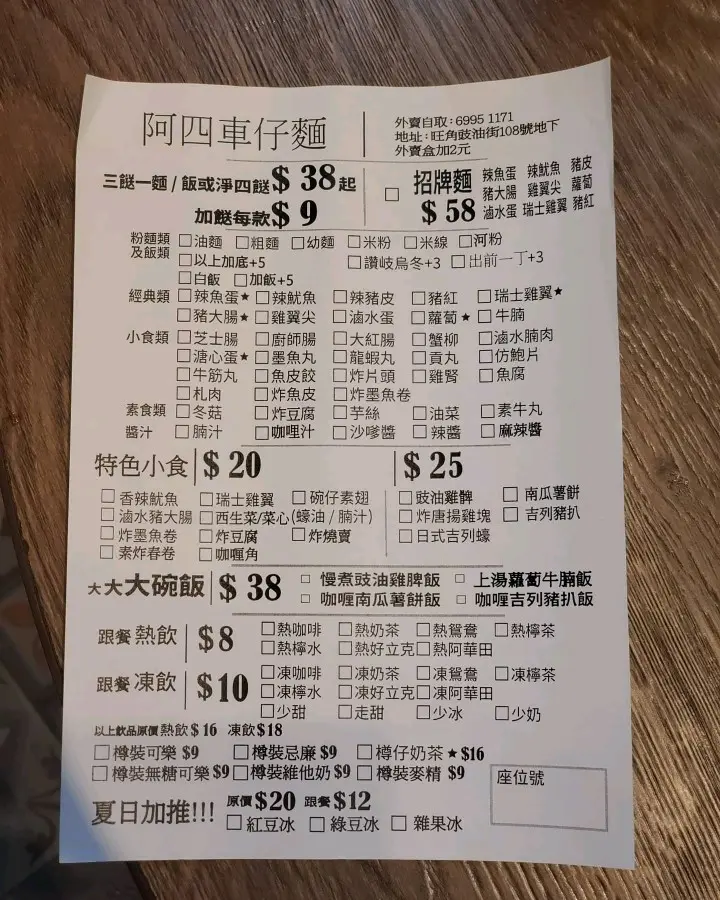 阿四車仔麵
外賣自取：6995 1171
地址：旺角豉油街108號地下
外賣盒加2元
三餸一麵 / 飯或淨四餸 $ 38 起
加餸每款 $ 9
□ 招牌麵 $ 58
辣魚蛋 辣魷魚 豬皮
豬大腸 雞翼尖 蘿蔔
滷水蛋 瑞士雞翼 豬紅
粉麵類及飯類
□油麵 □粗麵 □幼麵 □米粉 □米線 □河粉
□以上加底+5 □讚岐烏冬+3 □出前一丁+3
□白飯 □加飯+5
經典類 □辣魚蛋★ □辣魷魚 □辣豬皮 □豬紅 □瑞士雞翼★
□豬大腸★ □雞翼尖 □滷水蛋 □蘿蔔★ □牛腩
小食類 □芝士腸 □廚師腸 □大紅腸 □蟹柳 □滷水腩肉
□溏心蛋★ □墨魚丸 □龍蝦丸 □貢丸 □仿鮑片
□牛筋丸 □魚皮餃 □炸片頭 □雞腎 □魚腐
□札肉 □炸魚皮 □炸墨魚卷
素食類 □冬菇 □炸豆腐 □芋絲 □油菜 □素牛丸
醬汁 □腩汁 □咖哩汁 □沙嗲醬 □辣醬 □麻辣醬
特色小食 $ 20
□香辣魷魚 □瑞士雞翼 □碗仔素翅
□滷水豬大腸 □西生菜/菜心(蠔油 / 腩汁)
□炸墨魚卷 □炸豆腐 □炸燒賣
□素炸春卷 □咖喱角
$ 25
□豉油雞髀 □南瓜薯餅
□炸唐揚雞塊 □吉列豬扒
□日式吉列蠔
大大大碗飯 $ 38
□ 慢煮豉油雞脾飯 □ 上湯蘿蔔牛腩飯
□ 咖喱南瓜薯餅飯 □ 咖喱吉列豬扒飯
跟餐 熱飲 $8
□熱咖啡 □熱奶茶 □熱鴛鴦 □熱檸茶
□熱檸水 □熱好立克 □熱阿華田
跟餐 凍飲 $10
□凍咖啡 □凍奶茶 □凍鴛鴦 □凍檸茶
□凍檸水 □凍好立克 □凍阿華田
□少甜 □走甜 □少冰 □少奶
以上飲品原價 熱飲 $ 16 凍飲 $18
□樽裝可樂 $9 □樽裝忌廉 $9 □樽仔奶茶★$16
□樽裝無糖可樂 $9 □樽裝維他奶 $9 □樽裝麥精 $9
座位號
夏日加推!!! 原價 $20 跟餐 $12
□紅豆冰 □綠豆冰 □雜果冰